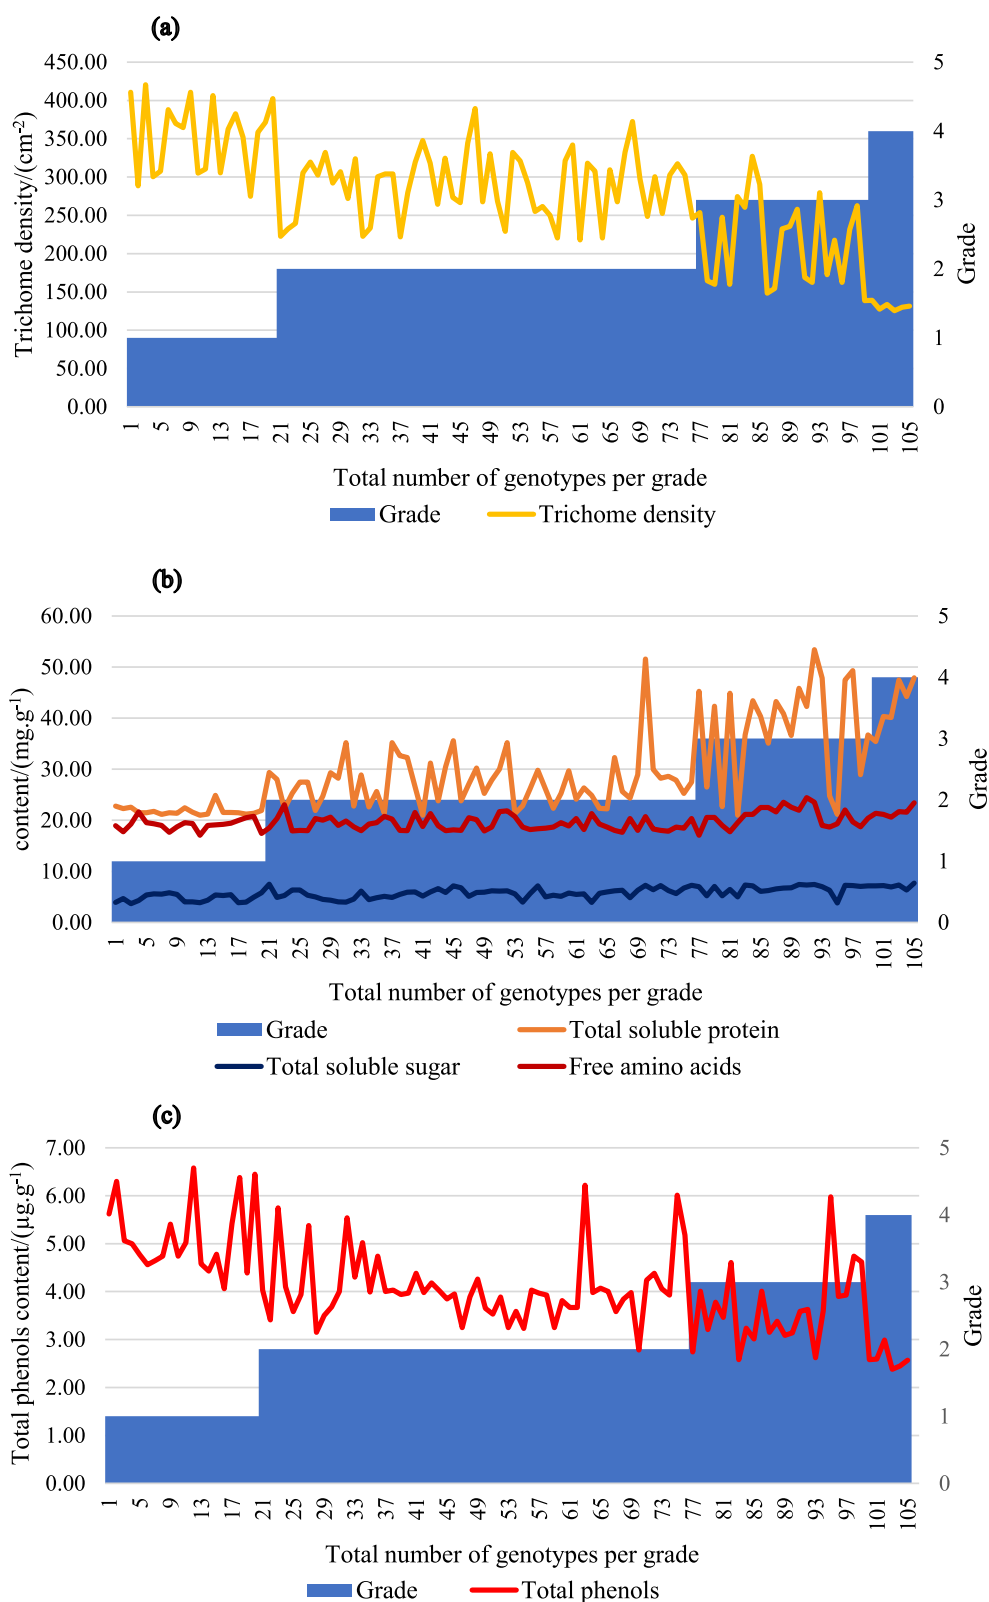 (a)
Trichome density/(cm-2)
450.00
400.00
350.00
300.00
250.00
200.00
150.00
100.00
50.00
0.00
5
4
3
2
1
0
Grade
1 5 9 13 17 21 25 29 33 37 41 45 49 53 57 61 65 69 73 77 81 85 89 93 97 101 105
Total number of genotypes per grade
Grade Trichome density
(b)
content/(mg.g-1)
60.00
50.00
40.00
30.00
20.00
10.00
0.00
5
4
3
2
1
0
Grade
1 5 9 13 17 21 25 29 33 37 41 45 49 53 57 61 65 69 73 77 81 85 89 93 97 101 105
Total number of genotypes per grade
Grade Total soluble protein
Total soluble sugar Free amino acids
(c)
Total phenols content/(µg.g-1)
7.00
6.00
5.00
4.00
3.00
2.00
1.00
0.00
5
4
3
2
1
0
Grade
1 5 9 13 17 21 25 29 33 37 41 45 49 53 57 61 65 69 73 77 81 85 89 93 97 101 105
Total number of genotypes per grade
Grade Total phenols